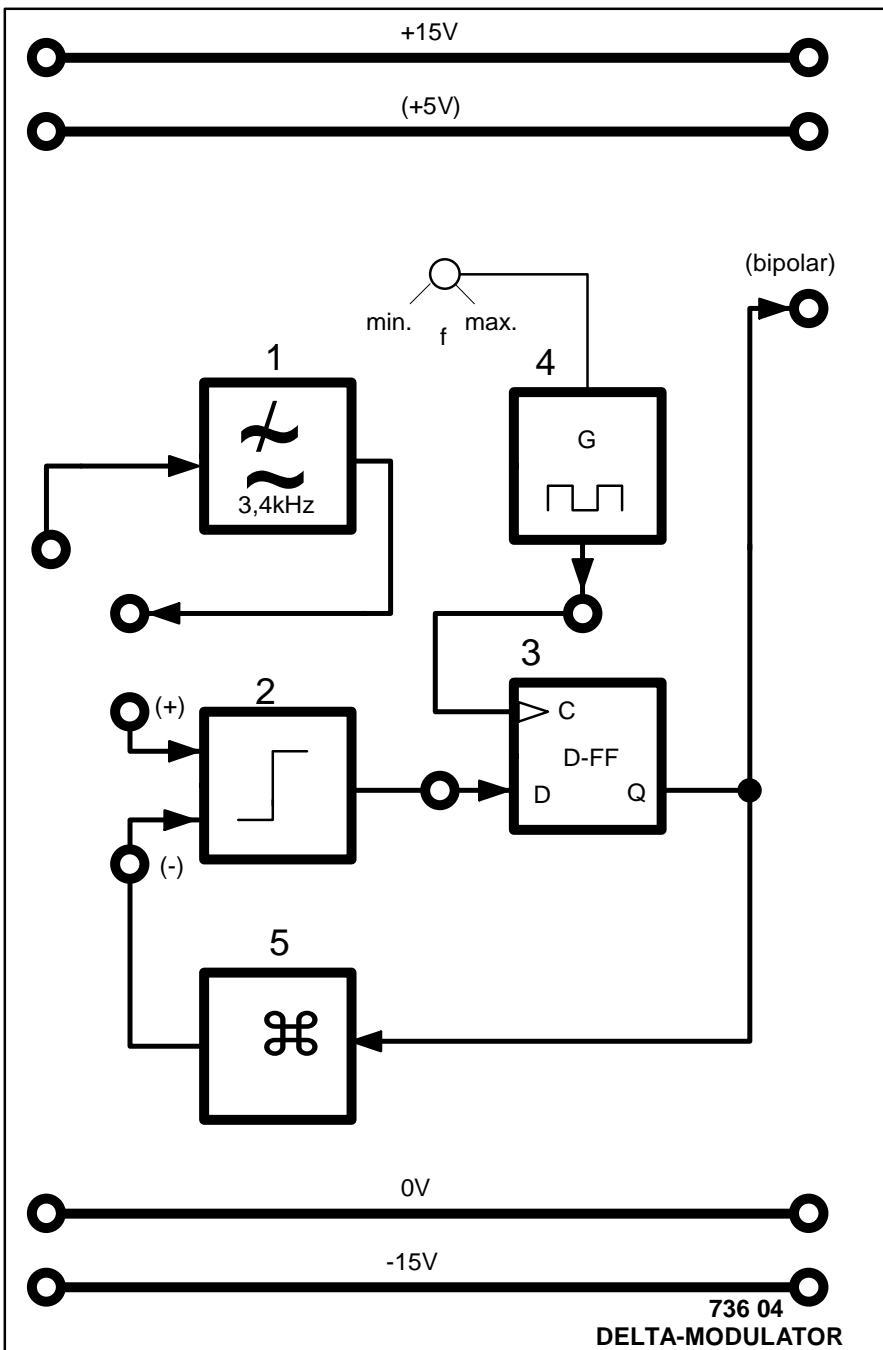 +15V
(+5V)
(bipolar)
min. f max.
1
4
G
3,4kHz
3
(+)
2
C
D-FF
D Q
(-)
5
⌘
0V
-15V
736 04
DELTA-MODULATOR